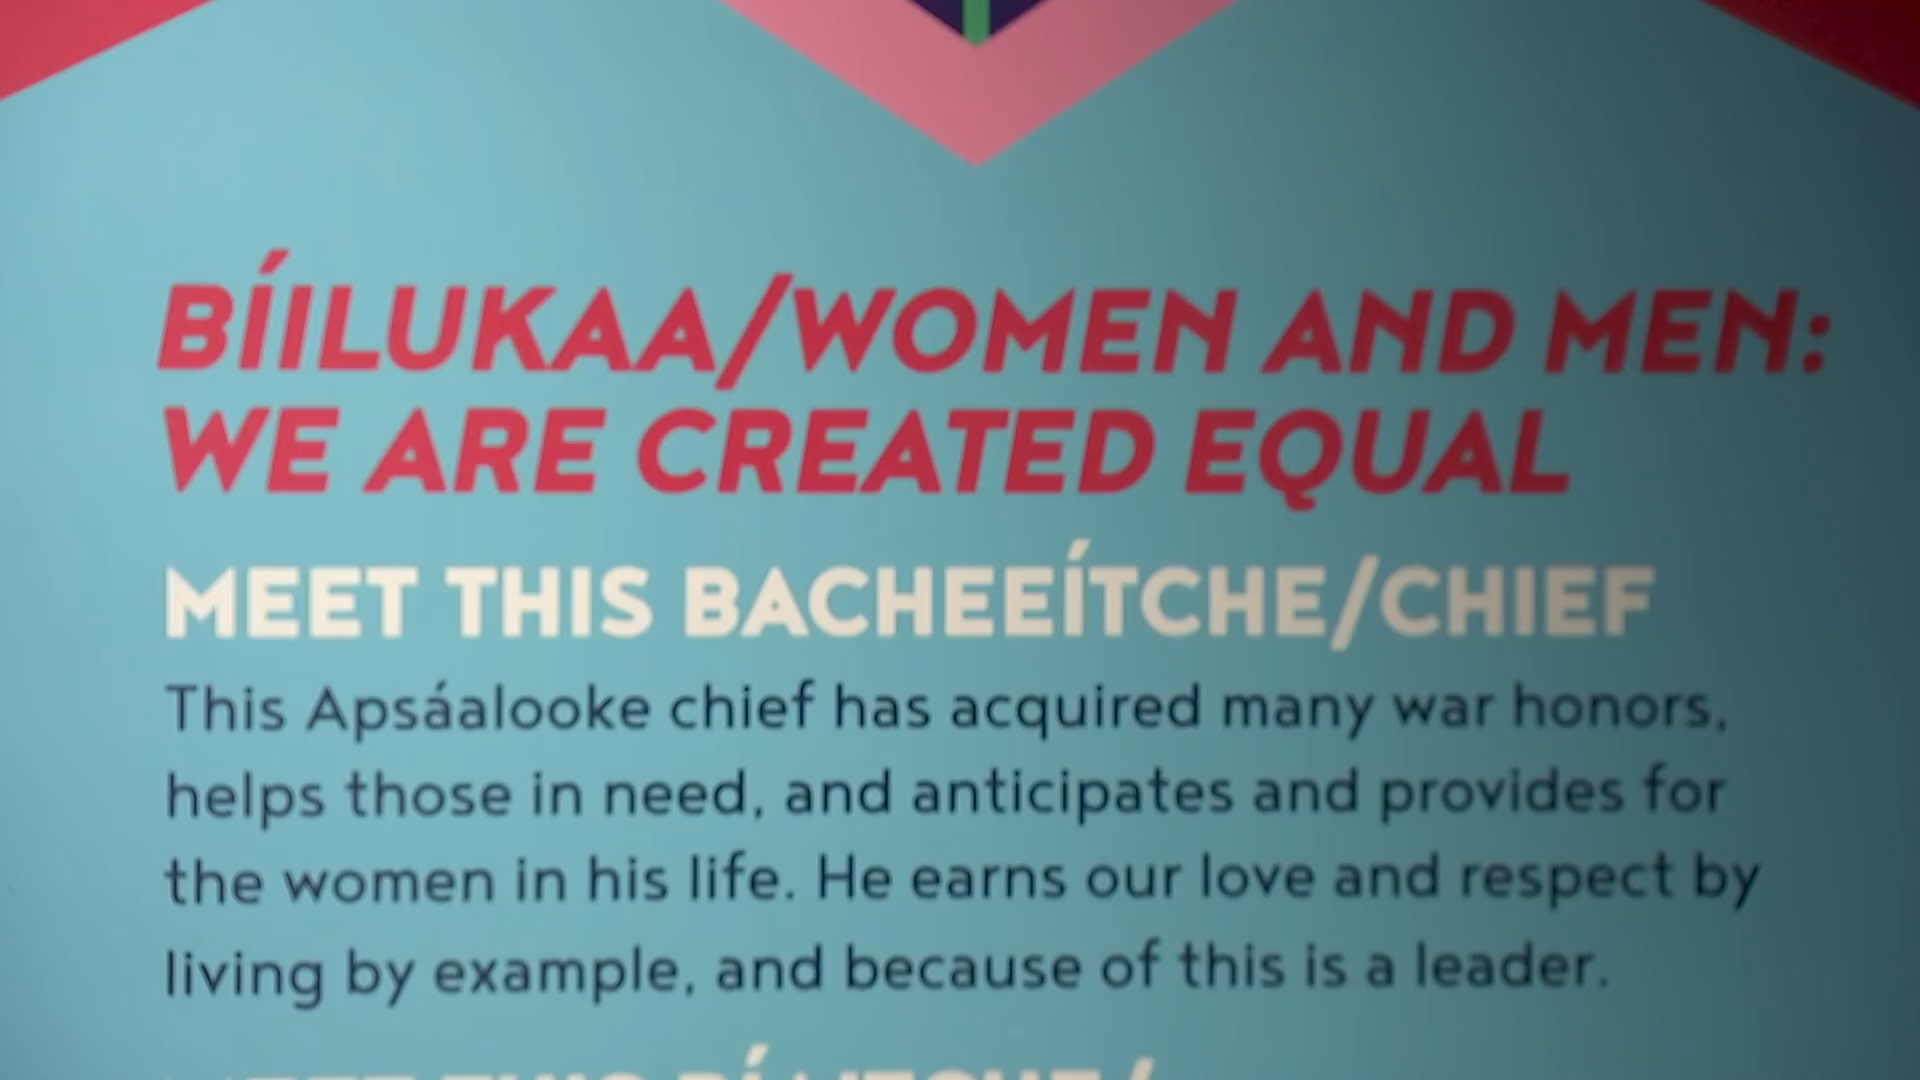 BÍILUKAA/WOMEN AND MEN:
WE ARE CREATED EQUAL
MEET THIS BACHEEÍTCHE/CHIEF
This Apsáalooke chief has acquired many war honors,
helps those in need, and anticipates and provides for
the women in his life. He earns our love and respect by
living by example, and because of this is a leader.
MEET THIS